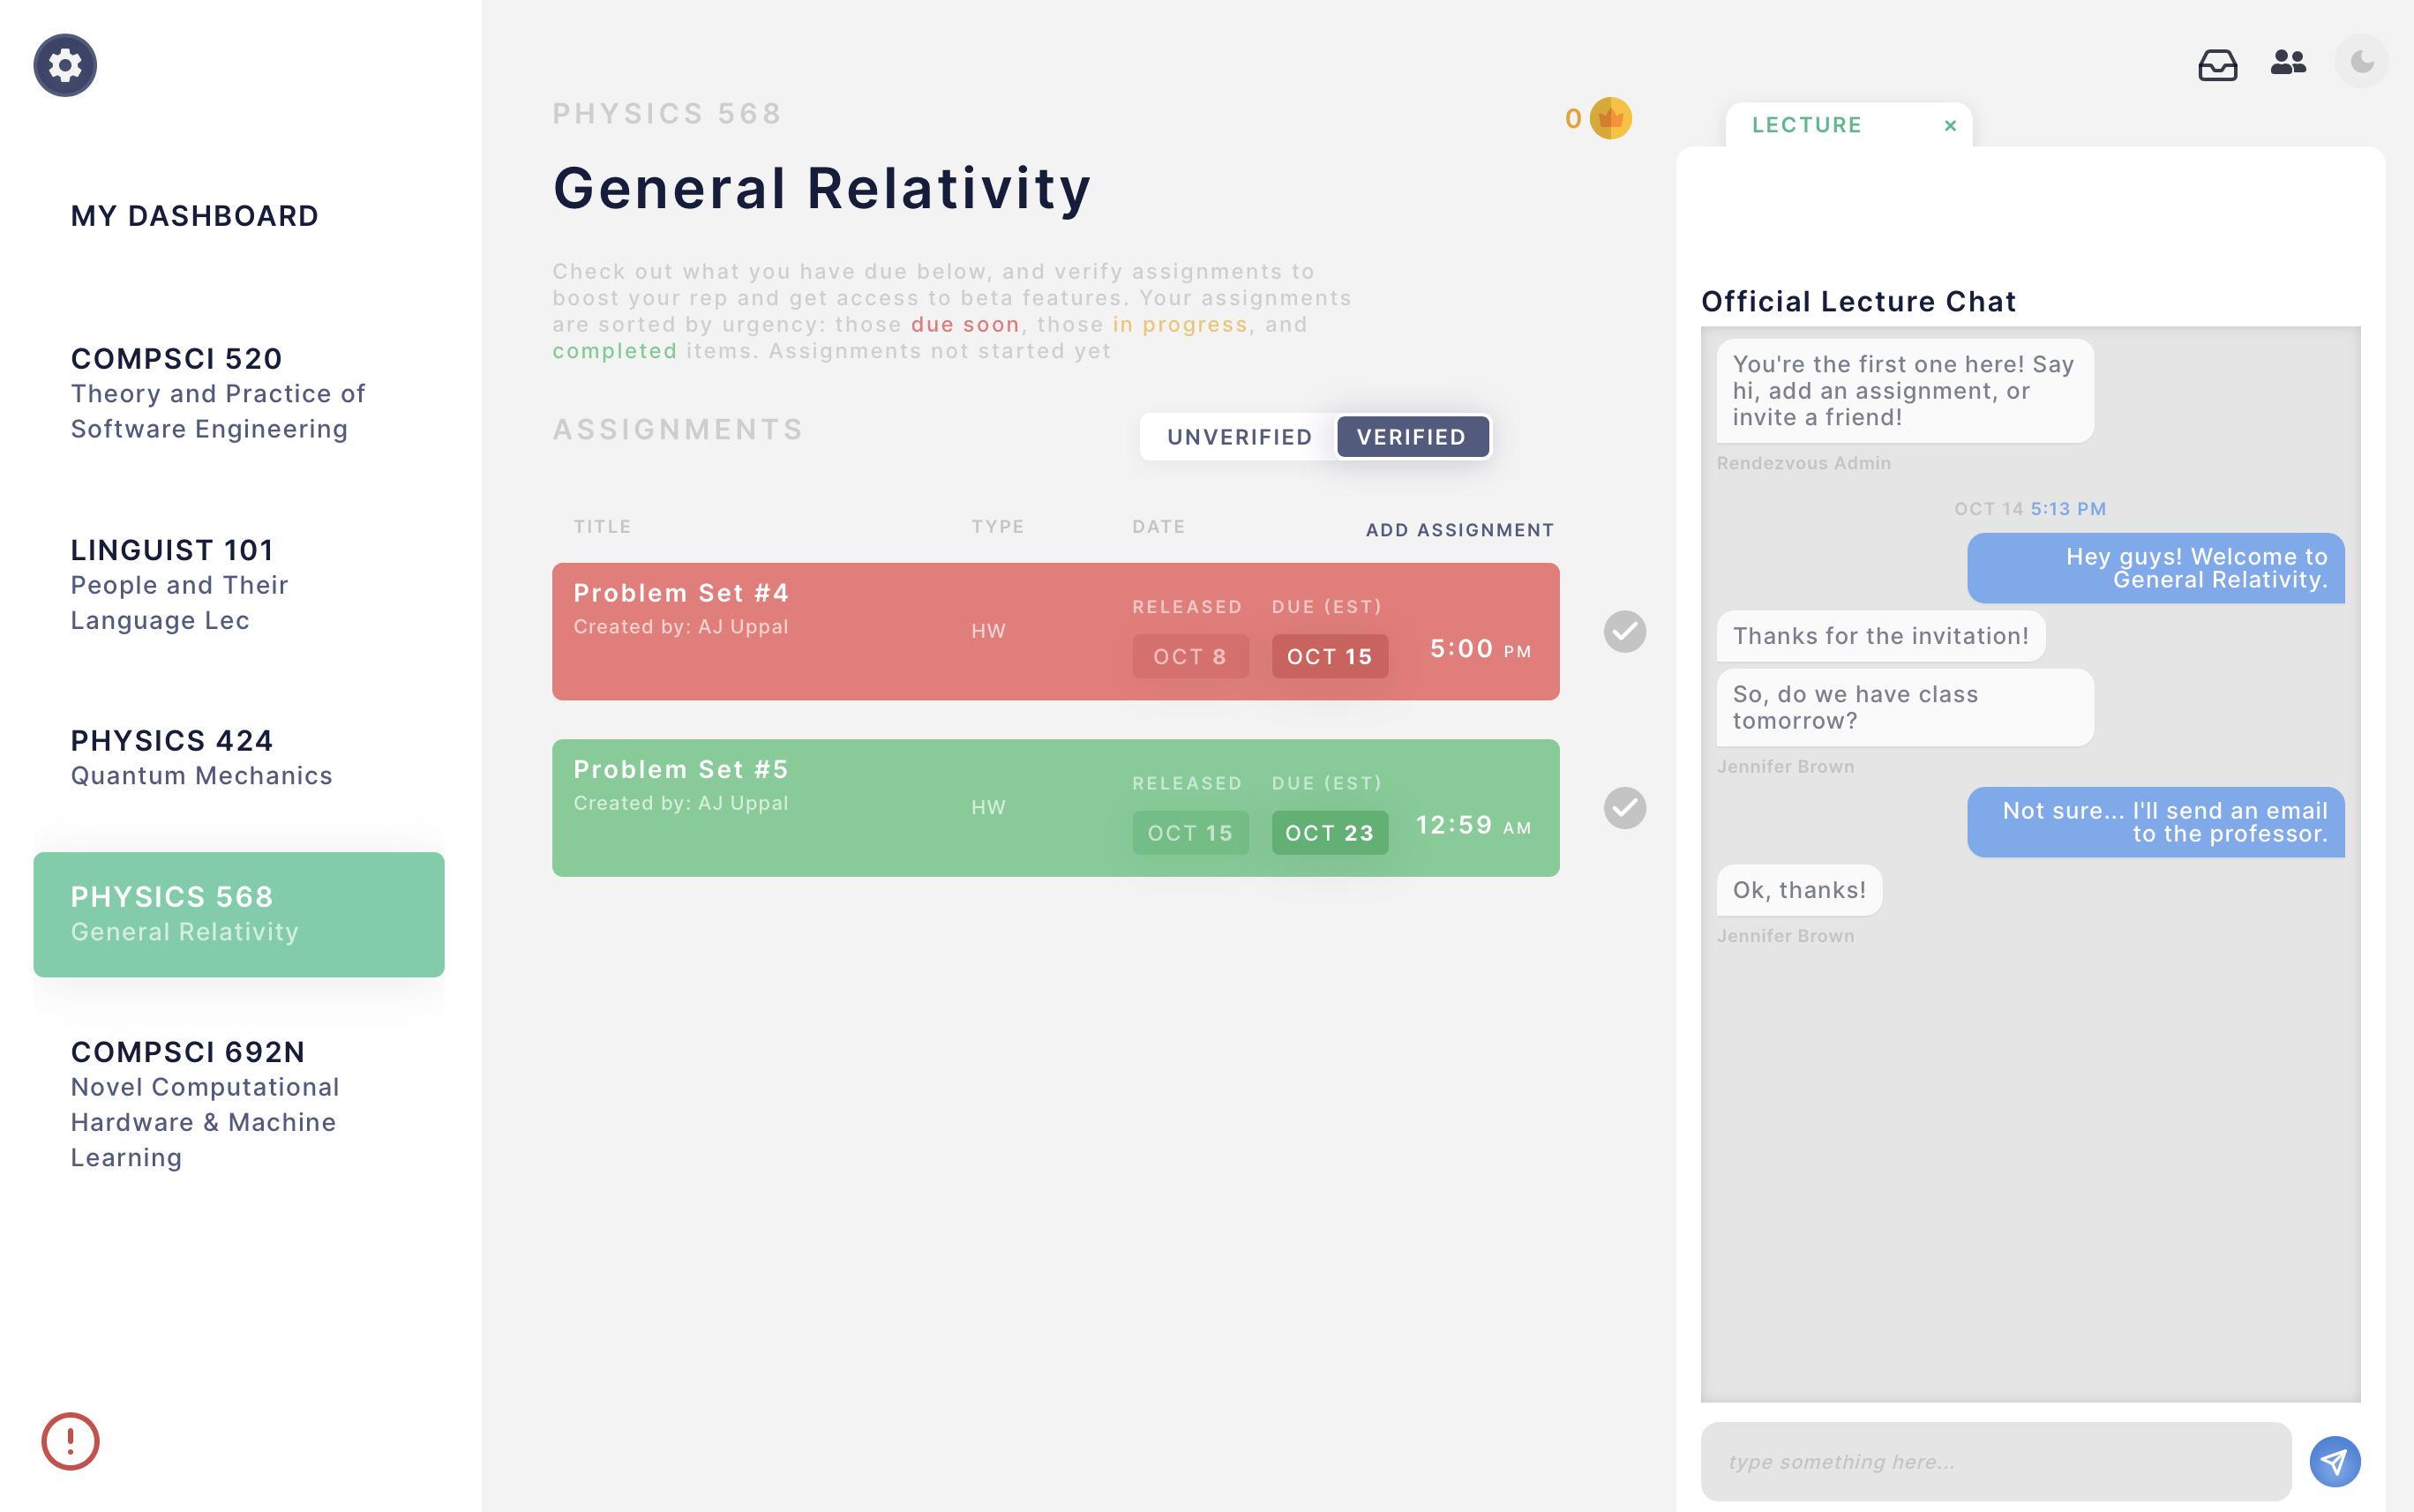 MY DASHBOARD
COMPSCI 520
Theory and Practice of
Software Engineering
LINGUIST 101
People and Their
Language Lec
PHYSICS 424
Quantum Mechanics
PHYSICS 568
General Relativity
COMPSCI 692N
Novel Computational
Hardware & Machine
Learning
PHYSICS 568
0
General Relativity
Check out what you have due below, and verify assignments to
boost your rep and get access to beta features. Your assignments
are sorted by urgency: those due soon, those in progress, and
completed items. Assignments not started yet
ASSIGNMENTS
UNVERIFIED VERIFIED
TITLE TYPE DATE ADD ASSIGNMENT
Problem Set #4
Created by: AJ Uppal
HW
RELEASED DUE (EST)
OCT 8 OCT 15 5:00 PM
Problem Set #5
Created by: AJ Uppal
HW
RELEASED DUE (EST)
OCT 15 OCT 23 12:59 AM
LECTURE ×
Official Lecture Chat
You're the first one here! Say
hi, add an assignment, or
invite a friend!
Rendezvous Admin
OCT 14 5:13 PM
Hey guys! Welcome to
General Relativity.
Thanks for the invitation!
So, do we have class
tomorrow?
Jennifer Brown
Not sure... I'll send an email
to the professor.
Ok, thanks!
Jennifer Brown
type something here...